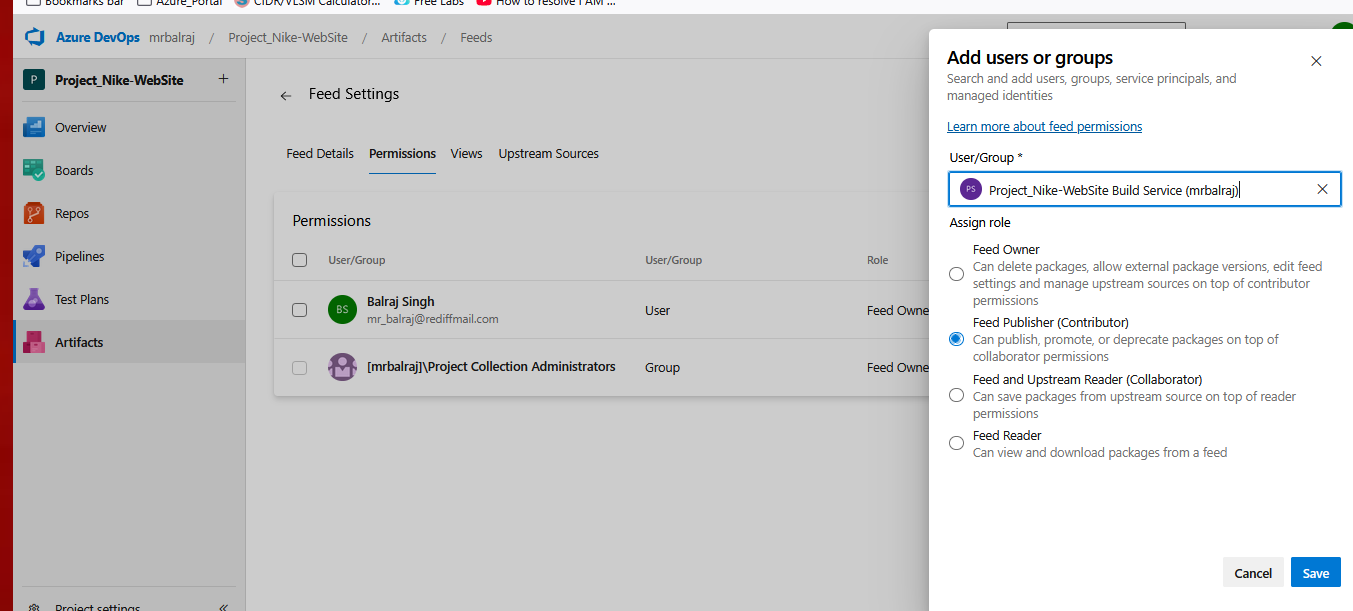 Bookmarks bar Azure_Portal CIDR/VLSM Calculator... Free Labs How to resolve I AM ...
Azure DevOps mrbalraj / Project_Nike-WebSite / Artifacts / Feeds
P Project_Nike-WebSite +
Overview
Boards
Repos
Pipelines
Test Plans
Artifacts
Project settings
Feed Settings
Feed Details Permissions Views Upstream Sources
Permissions
User/Group User/Group Role
BS Balraj Singh
mr_balraj@rediffmail.com
User Feed Owne
[mrbalraj]\Project Collection Administrators Group Feed Owne
Add users or groups
Search and add users, groups, service principals, and
managed identities
Learn more about feed permissions
User/Group *
PS Project_Nike-WebSite Build Service (mrbalraj)
Assign role
Feed Owner
Can delete packages, allow external package versions, edit feed
settings and manage upstream sources on top of contributor
permissions
Feed Publisher (Contributor)
Can publish, promote, or deprecate packages on top of
collaborator permissions
Feed and Upstream Reader (Collaborator)
Can save packages from upstream source on top of reader
permissions
Feed Reader
Can view and download packages from a feed
Cancel Save